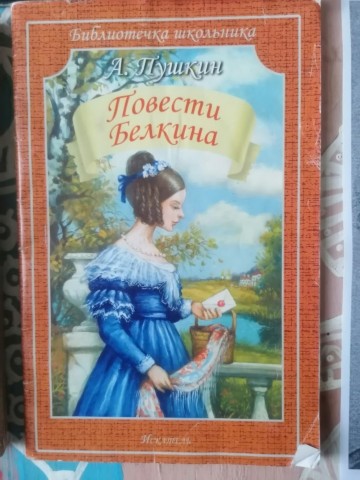 Библиотечка школьника
А. Пушкин
Повести
Белкина
Искатель